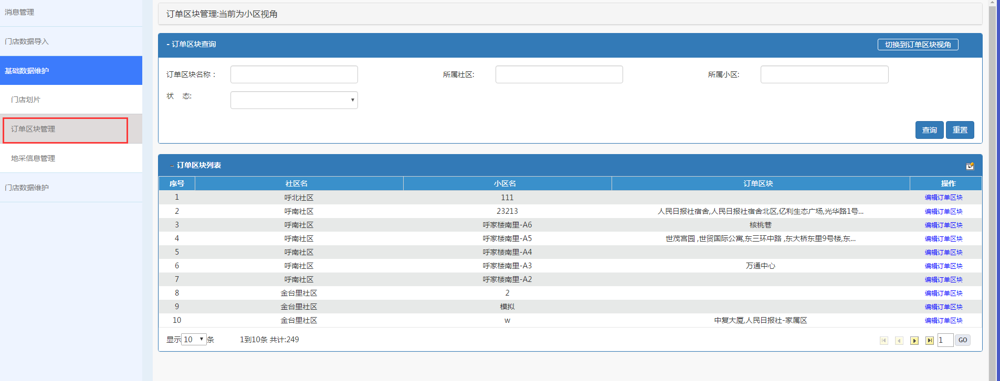 消息管理
门店数据导入
基础数据维护
门店划片
订单区块管理
地采信息管理
门店数据维护
订单区块管理:当前为小区视角
- 订单区块查询 切换到订单区块视角
订单区块名称： 所属社区: 所属小区:
状 态:
查询 重置
- 订单区块列表
序号 社区名 小区名 订单区块 操作
1 呼北社区 111 编辑订单区块
2 呼南社区 23213 人民日报社宿舍,人民日报社宿舍北区,亿利生态广场,光华路1号... 编辑订单区块
3 呼南社区 呼家楼南里-A6 核桃巷 编辑订单区块
4 呼南社区 呼家楼南里-A5 世茂宫园 ,世贸国际公寓,东三环中路 ,东大桥东里9号楼,东... 编辑订单区块
5 呼南社区 呼家楼南里-A4 编辑订单区块
6 呼南社区 呼家楼南里-A3 万通中心 编辑订单区块
7 呼南社区 呼家楼南里-A2 编辑订单区块
8 金台里社区 2 编辑订单区块
9 金台里社区 模拟 编辑订单区块
10 金台里社区 w 中复大厦,人民日报社-家属区 编辑订单区块
显示 10 条 1到10条 共计:249 1 GO